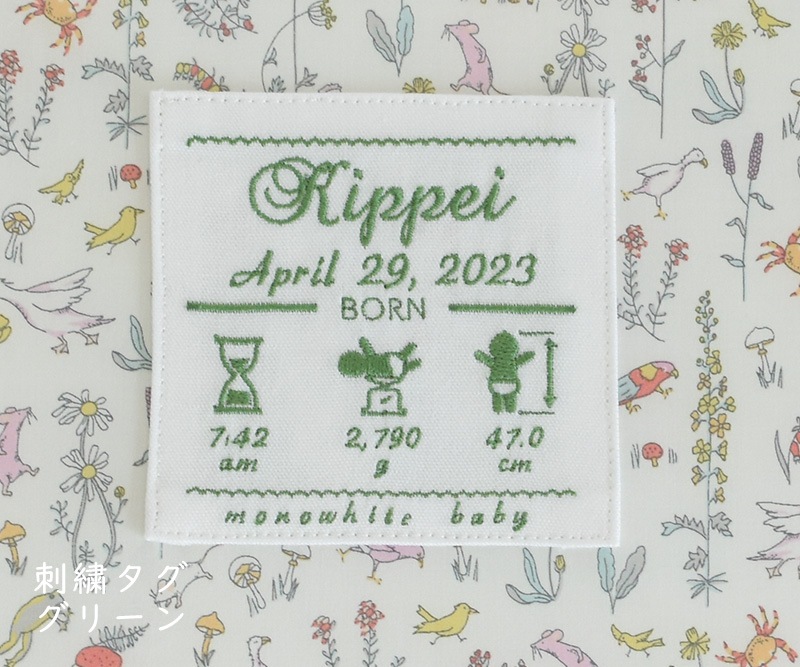 Kippei
April 29, 2023
BORN
7:42 2,790 47.0
am g cm
monowhite baby
刺繍タグ
グリーン